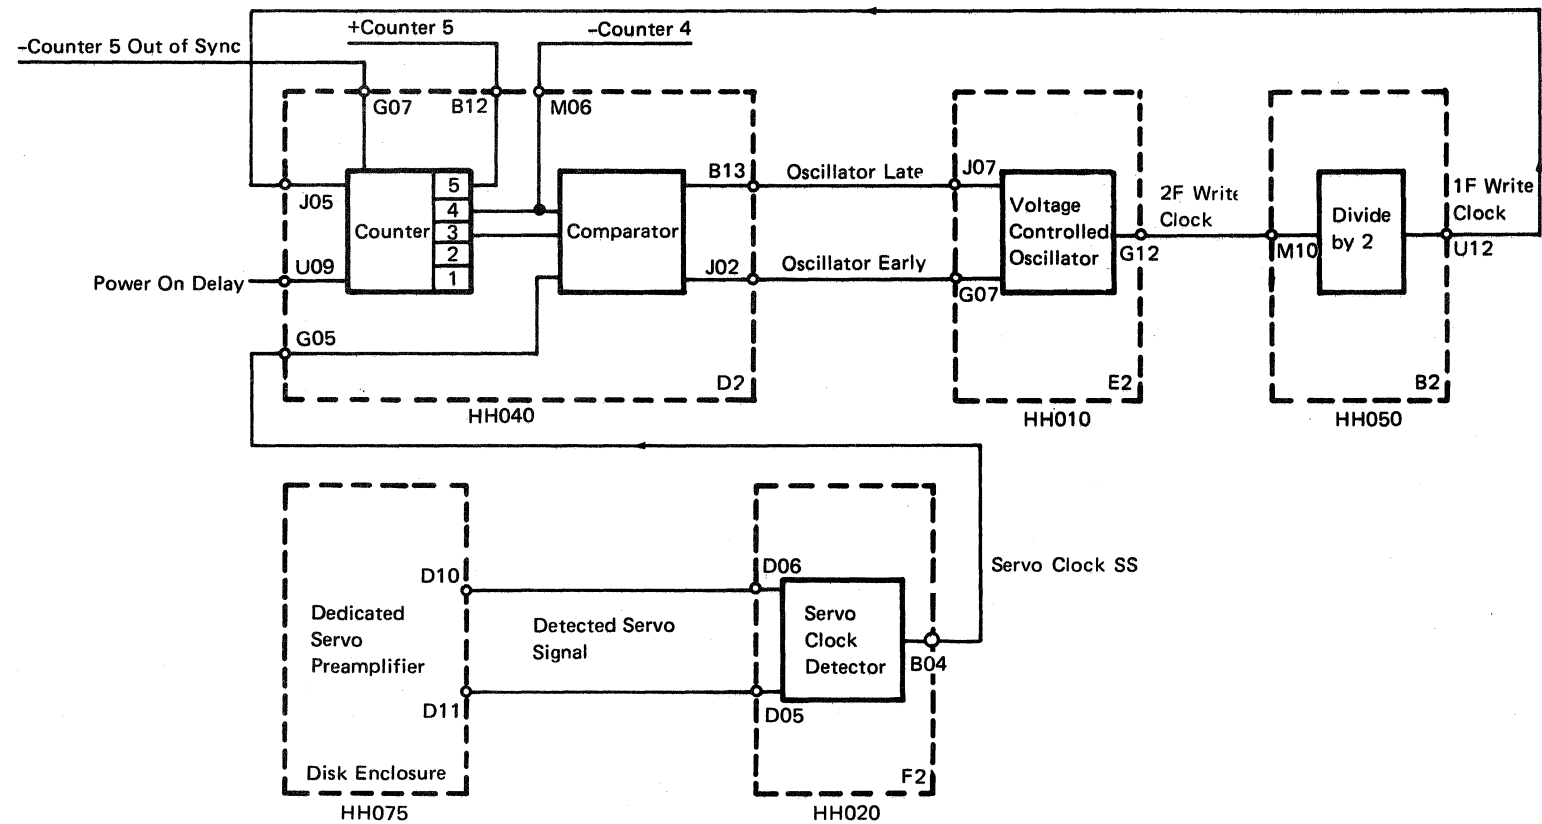 +Counter 5
–Counter 4
–Counter 5 Out of Sync
G07
B12
M06
B13
Oscillator Late
J07
J05
Counter
5
4
3
2
1
Comparator
Voltage
Controlled
Oscillator
2F Write
Clock
G12
M10
Divide
by 2
1F Write
Clock
U12
Power On Delay
U09
J02
Oscillator Early
G07
G05
D2
E2
B2
HH040
HH010
HH050
D10
D06
Servo Clock SS
Dedicated
Servo
Preamplifier
Detected Servo
Signal
Servo
Clock
Detector
B04
D11
D05
Disk Enclosure
F2
HH075
HH020